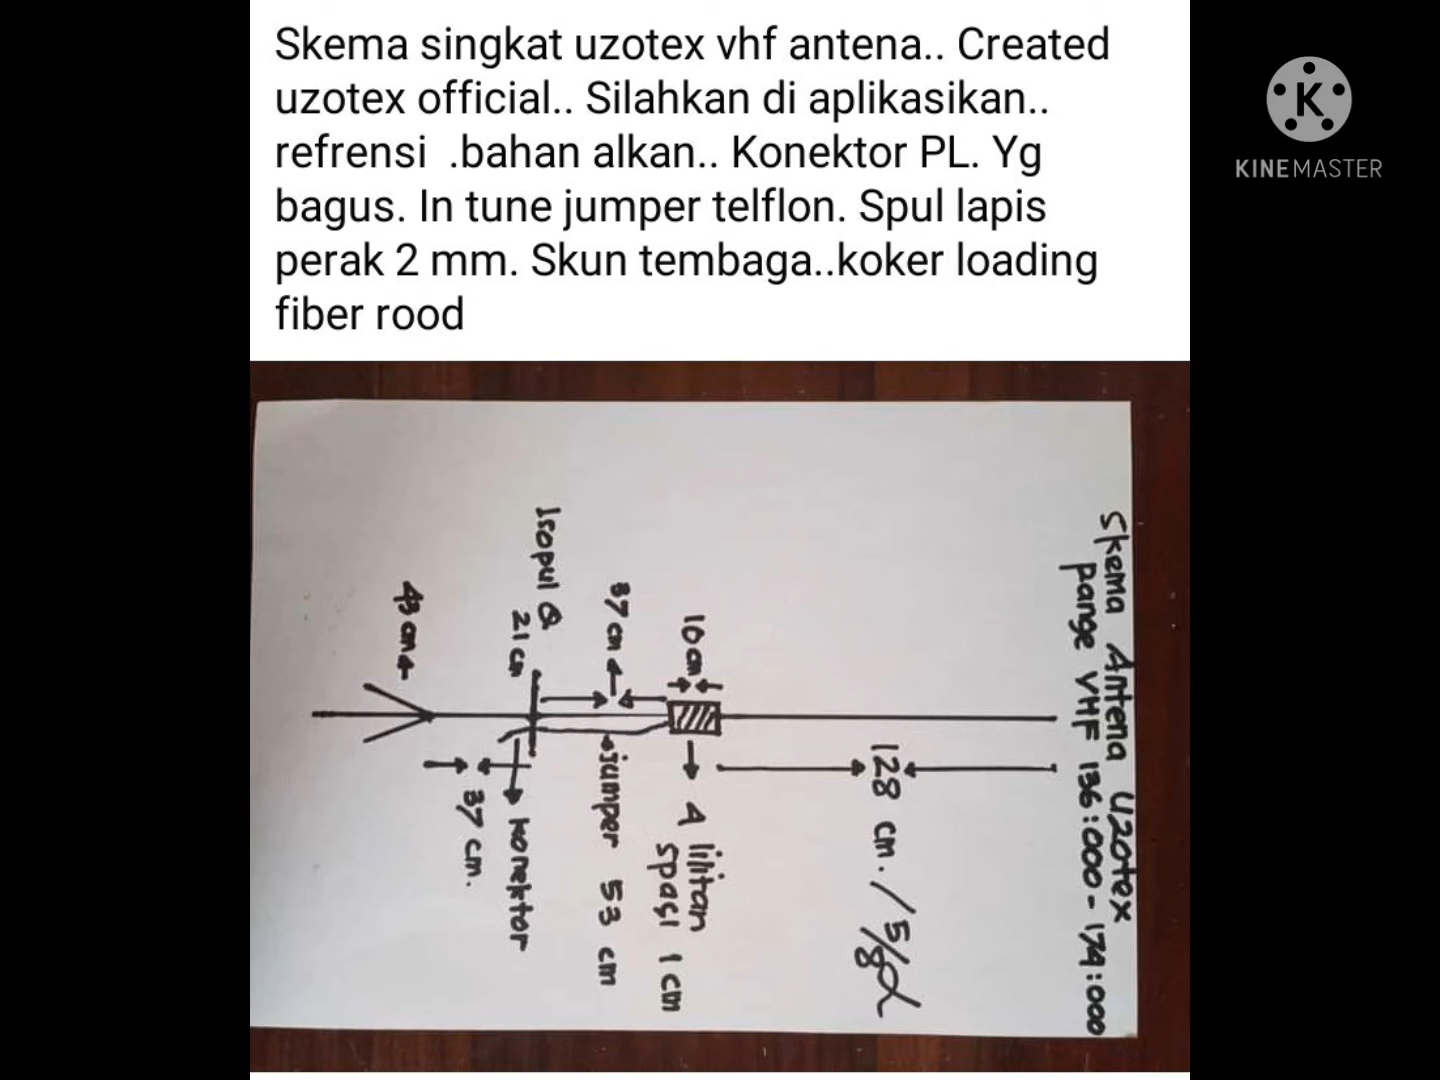 Skema singkat uzotex vhf antena.. Created
uzotex official.. Silahkan di aplikasikan..
refrensi .bahan alkan.. Konektor PL. Yg
bagus. In tune jumper telflon. Spul lapis
perak 2 mm. Skun tembaga..koker loading
fiber rood
KINEMASTER
Skema Antena Uzotex
range VHF 136:000 - 174:000
128 cm. / 5/8 λ
10 cm
4 lilitan
spasi 1 cm
37 cm
jumper 53 cm
Isopul Q
21 cm
konektor
37 cm.
43 cm